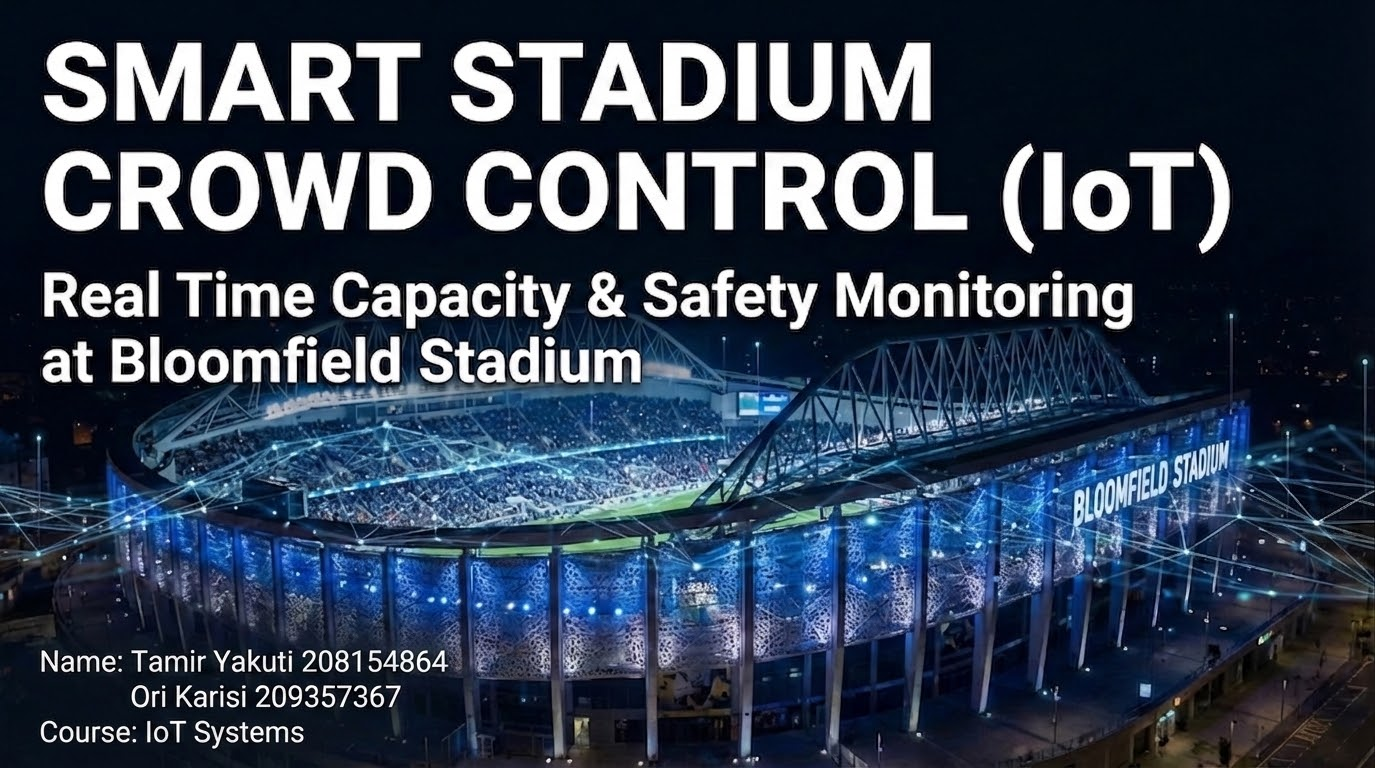 SMART STADIUM
CROWD CONTROL (IoT)
Real Time Capacity & Safety Monitoring
at Bloomfield Stadium
BLOOMFIELD STADIUM
Name: Tamir Yakuti 208154864
Ori Karisi 209357367
Course: IoT Systems